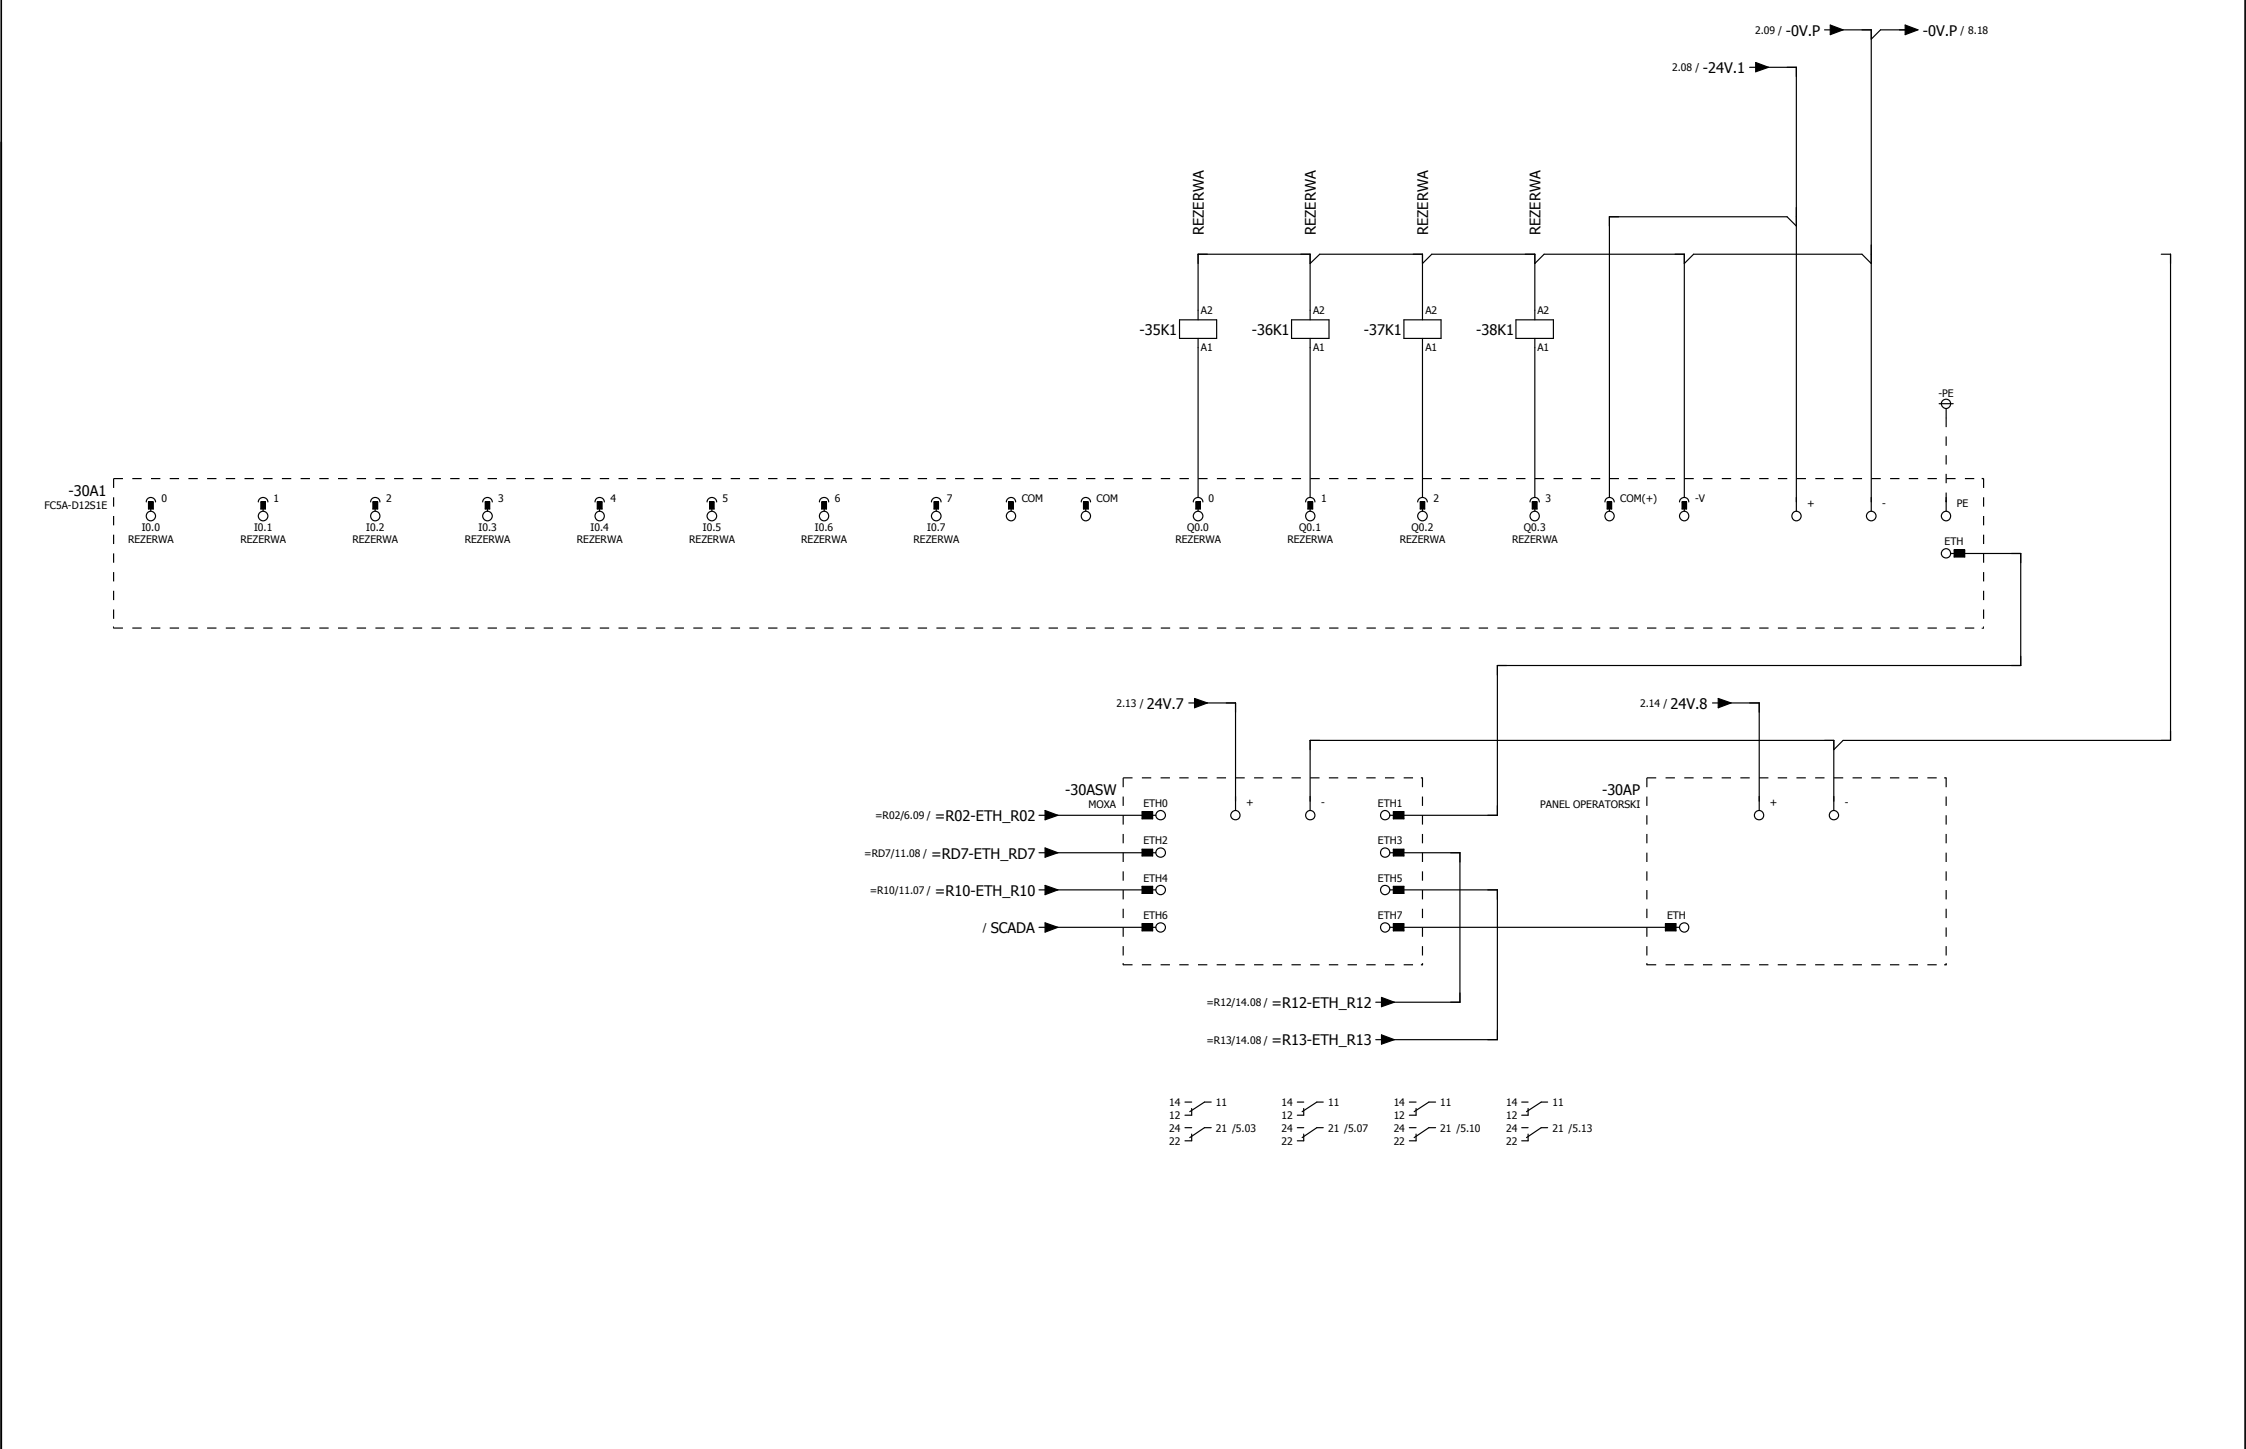 2.09 / -0V.P
-0V.P / 8.18
2.08 / -24V.1
REZERWA
REZERWA
REZERWA
REZERWA
A2
A2
A2
A2
-35K1
-36K1
-37K1
-38K1
A1
A1
A1
A1
-PE
-30A1
FC5A-D12S1E
0
1
2
3
4
5
6
7
COM
COM
0
1
2
3
COM(+)
-V
+
-
PE
I0.0
REZERWA
I0.1
REZERWA
I0.2
REZERWA
I0.3
REZERWA
I0.4
REZERWA
I0.5
REZERWA
I0.6
REZERWA
I0.7
REZERWA
Q0.0
REZERWA
Q0.1
REZERWA
Q0.2
REZERWA
Q0.3
REZERWA
ETH
2.13 / 24V.7
2.14 / 24V.8
-30ASW
MOXA
ETH0
+
-
ETH1
-30AP
PANEL OPERATORSKI
+
-
=R02/6.09 / =R02-ETH_R02
ETH2
ETH3
=RD7/11.08 / =RD7-ETH_RD7
ETH4
ETH5
=R10/11.07 / =R10-ETH_R10
ETH6
ETH7
ETH
/ SCADA
=R12/14.08 / =R12-ETH_R12
=R13/14.08 / =R13-ETH_R13
14 11
12
24 21 /5.03
22
14 11
12
24 21 /5.07
22
14 11
12
24 21 /5.10
22
14 11
12
24 21 /5.13
22